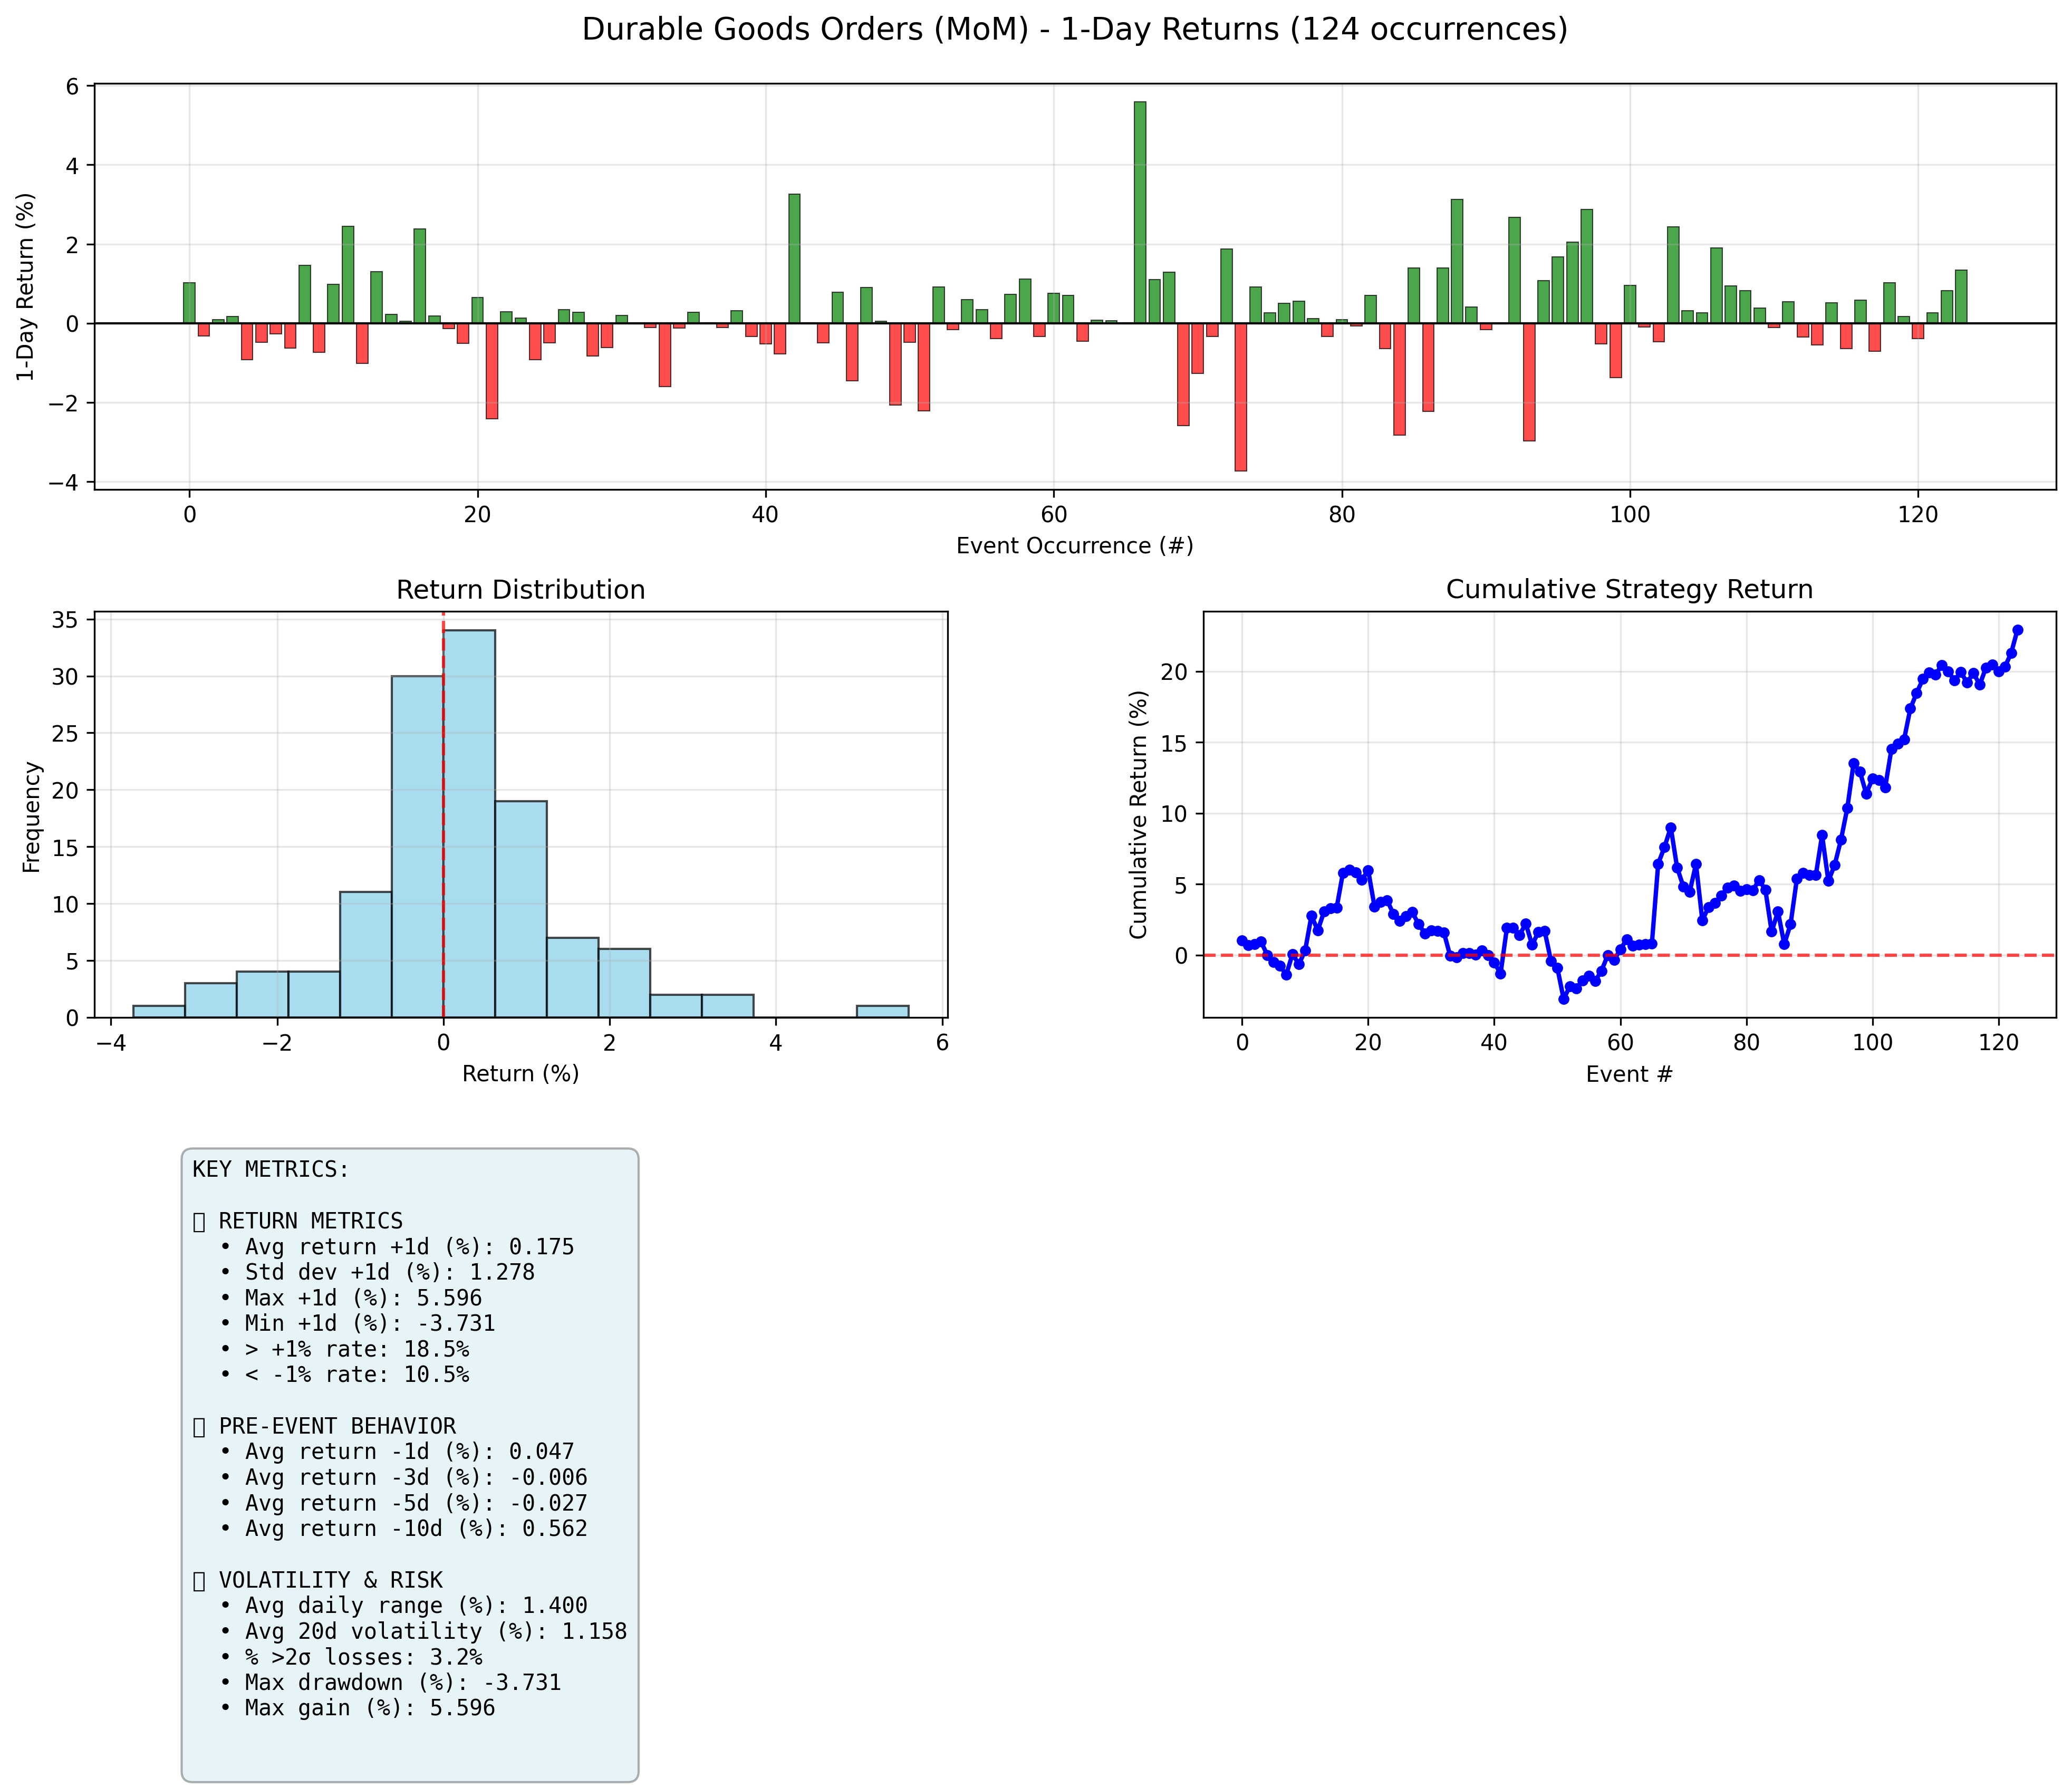 Durable Goods Orders (MoM) - 1-Day Returns (124 occurrences)
1-Day Return (%)
6
4
2
0
−2
−4
0 20 40 60 80 100 120
Event Occurrence (#)
Return Distribution
Frequency
35
30
25
20
15
10
5
0
−4 −2 0 2 4 6
Return (%)
Cumulative Strategy Return
Cumulative Return (%)
20
15
10
5
0
0 20 40 60 80 100 120
Event #
KEY METRICS:
RETURN METRICS
• Avg return +1d (%): 0.175
• Std dev +1d (%): 1.278
• Max +1d (%): 5.596
• Min +1d (%): -3.731
• > +1% rate: 18.5%
• < -1% rate: 10.5%
PRE-EVENT BEHAVIOR
• Avg return -1d (%): 0.047
• Avg return -3d (%): -0.006
• Avg return -5d (%): -0.027
• Avg return -10d (%): 0.562
VOLATILITY & RISK
• Avg daily range (%): 1.400
• Avg 20d volatility (%): 1.158
• % >2σ losses: 3.2%
• Max drawdown (%): -3.731
• Max gain (%): 5.596